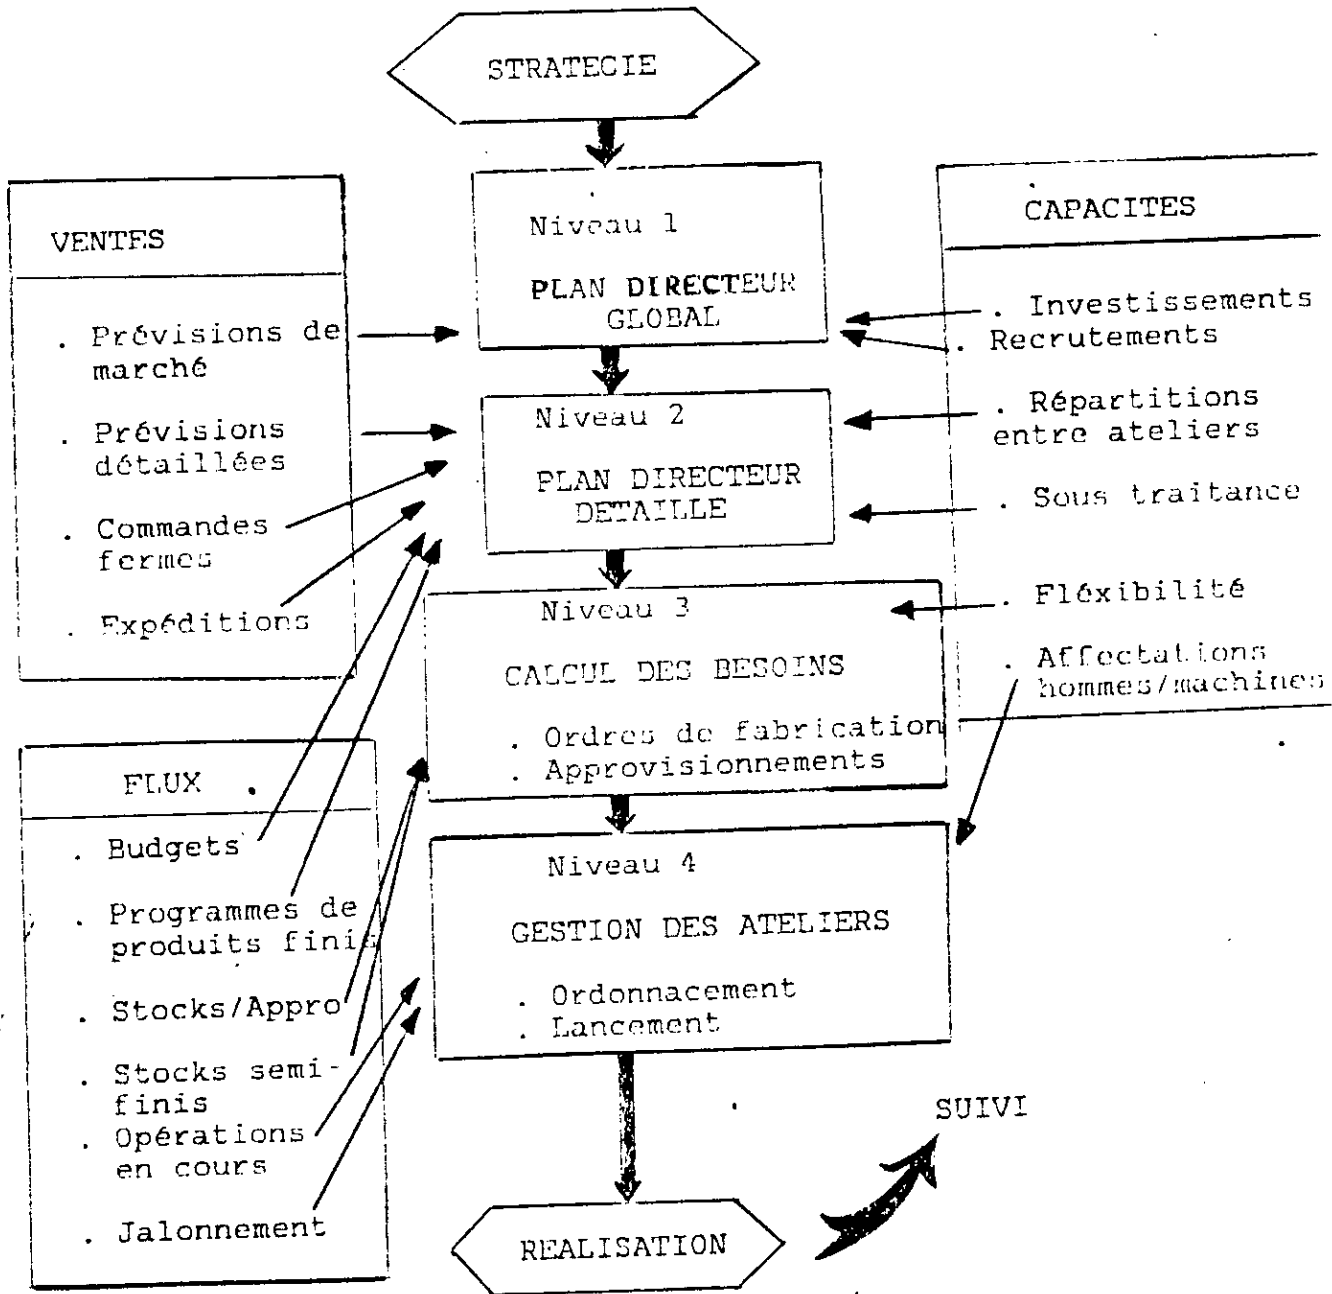 STRATEGIE
VENTES
. Prévisions de
marché
. Prévisions
détaillées
. Commandes
fermes
. Expéditions
Niveau 1
PLAN DIRECTEUR
GLOBAL
Niveau 2
PLAN DIRECTEUR
DETAILLE
Niveau 3
CALCUL DES BESOINS
. Ordres de fabrication
. Approvisionnements
Niveau 4
GESTION DES ATELIERS
. Ordonnacement
. Lancement
CAPACITES
. Investissements
. Recrutements
. Répartitions
entre ateliers
. Sous traitance
. Fléxibilité
. Affectations
hommes/machines
FLUX
. Budgets
. Programmes de
produits finis
. Stocks/Appro
. Stocks semi-
finis
. Opérations
en cours
. Jalonnement
REALISATION
SUIVI